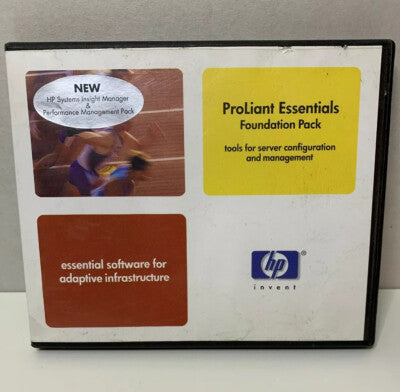 NEW
HP Systems Insight Manager
&
Performance Management Pack
ProLiant Essentials
Foundation Pack
tools for server configuration
and management
essential software for
adaptive infrastructure
hp®
invent